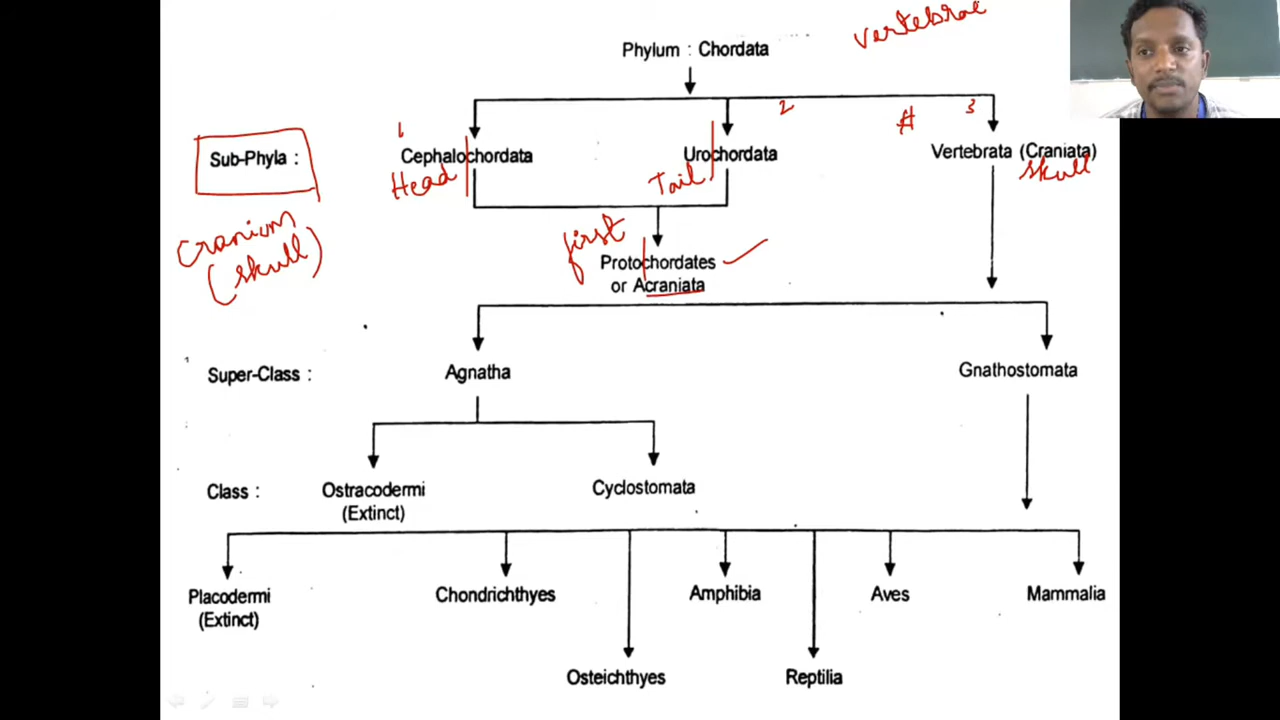 vertebrae
Phylum : Chordata
1
2
3
Sub-Phyla :
Cephalochordata
Urochordata
Vertebrata (Craniata)
Head
Tail
skull
Cranium
(skull)
first
Protochordates
or Acraniata
Super-Class :
Agnatha
Gnathostomata
Class :
Ostracodermi
(Extinct)
Cyclostomata
Placodermi
(Extinct)
Chondrichthyes
Amphibia
Aves
Mammalia
Osteichthyes
Reptilia